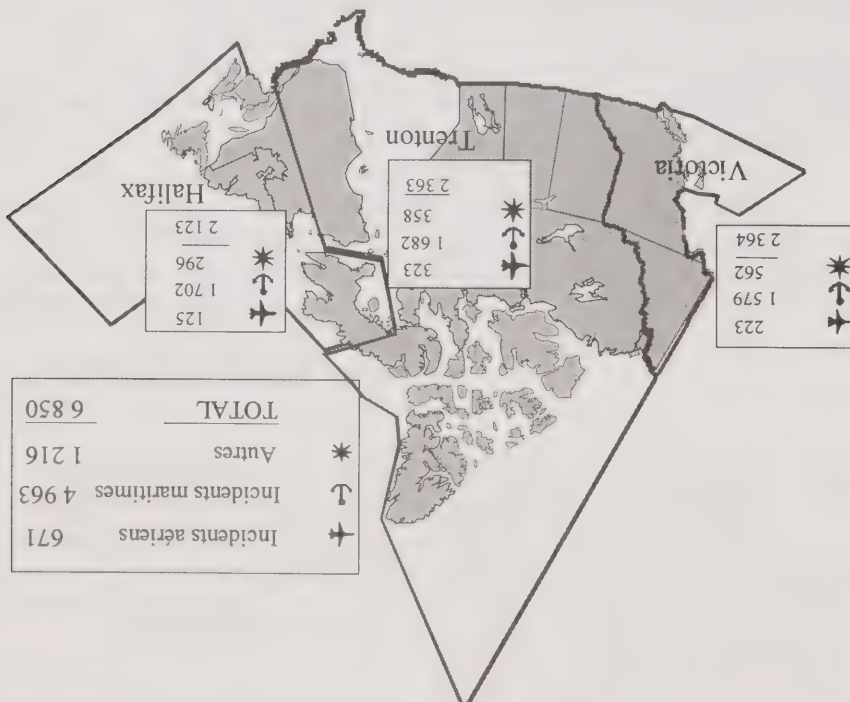 Incidents aériens 671
Incidents maritimes 4 963
Autres 1 216
TOTAL 6 850
223
1 579
562
2 364
Victoria
323
1 682
358
2 363
Trenton
125
1 702
296
2 123
Halifax